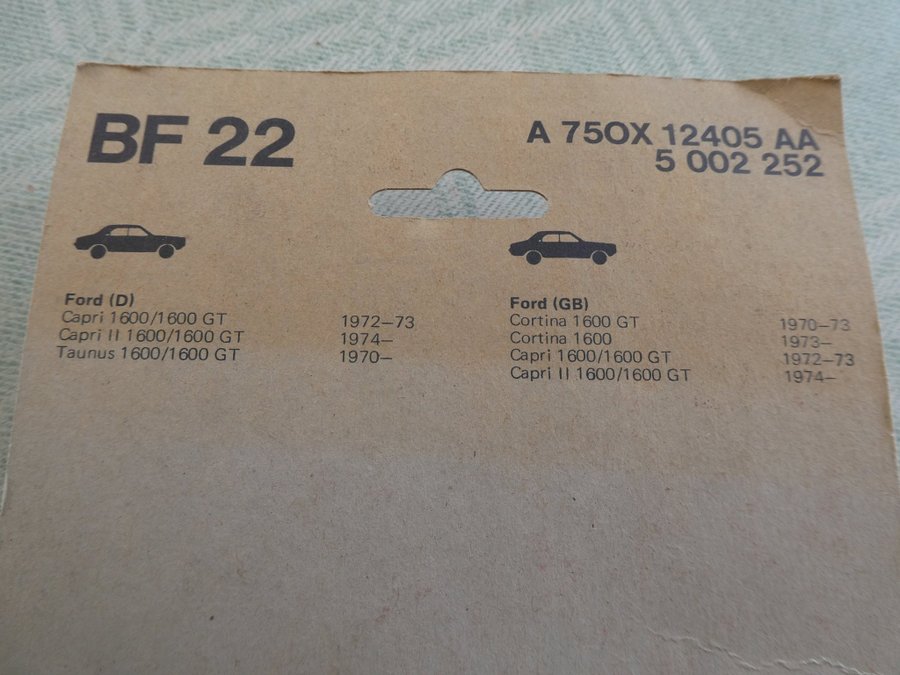 BF 22
A 750X 12405 AA
5 002 252
Ford (D)
Capri 1600/1600 GT 1972–73
Capri II 1600/1600 GT 1974–
Taunus 1600/1600 GT 1970–
Ford (GB)
Cortina 1600 GT 1970–73
Cortina 1600 1973–
Capri 1600/1600 GT 1972–73
Capri II 1600/1600 GT 1974–